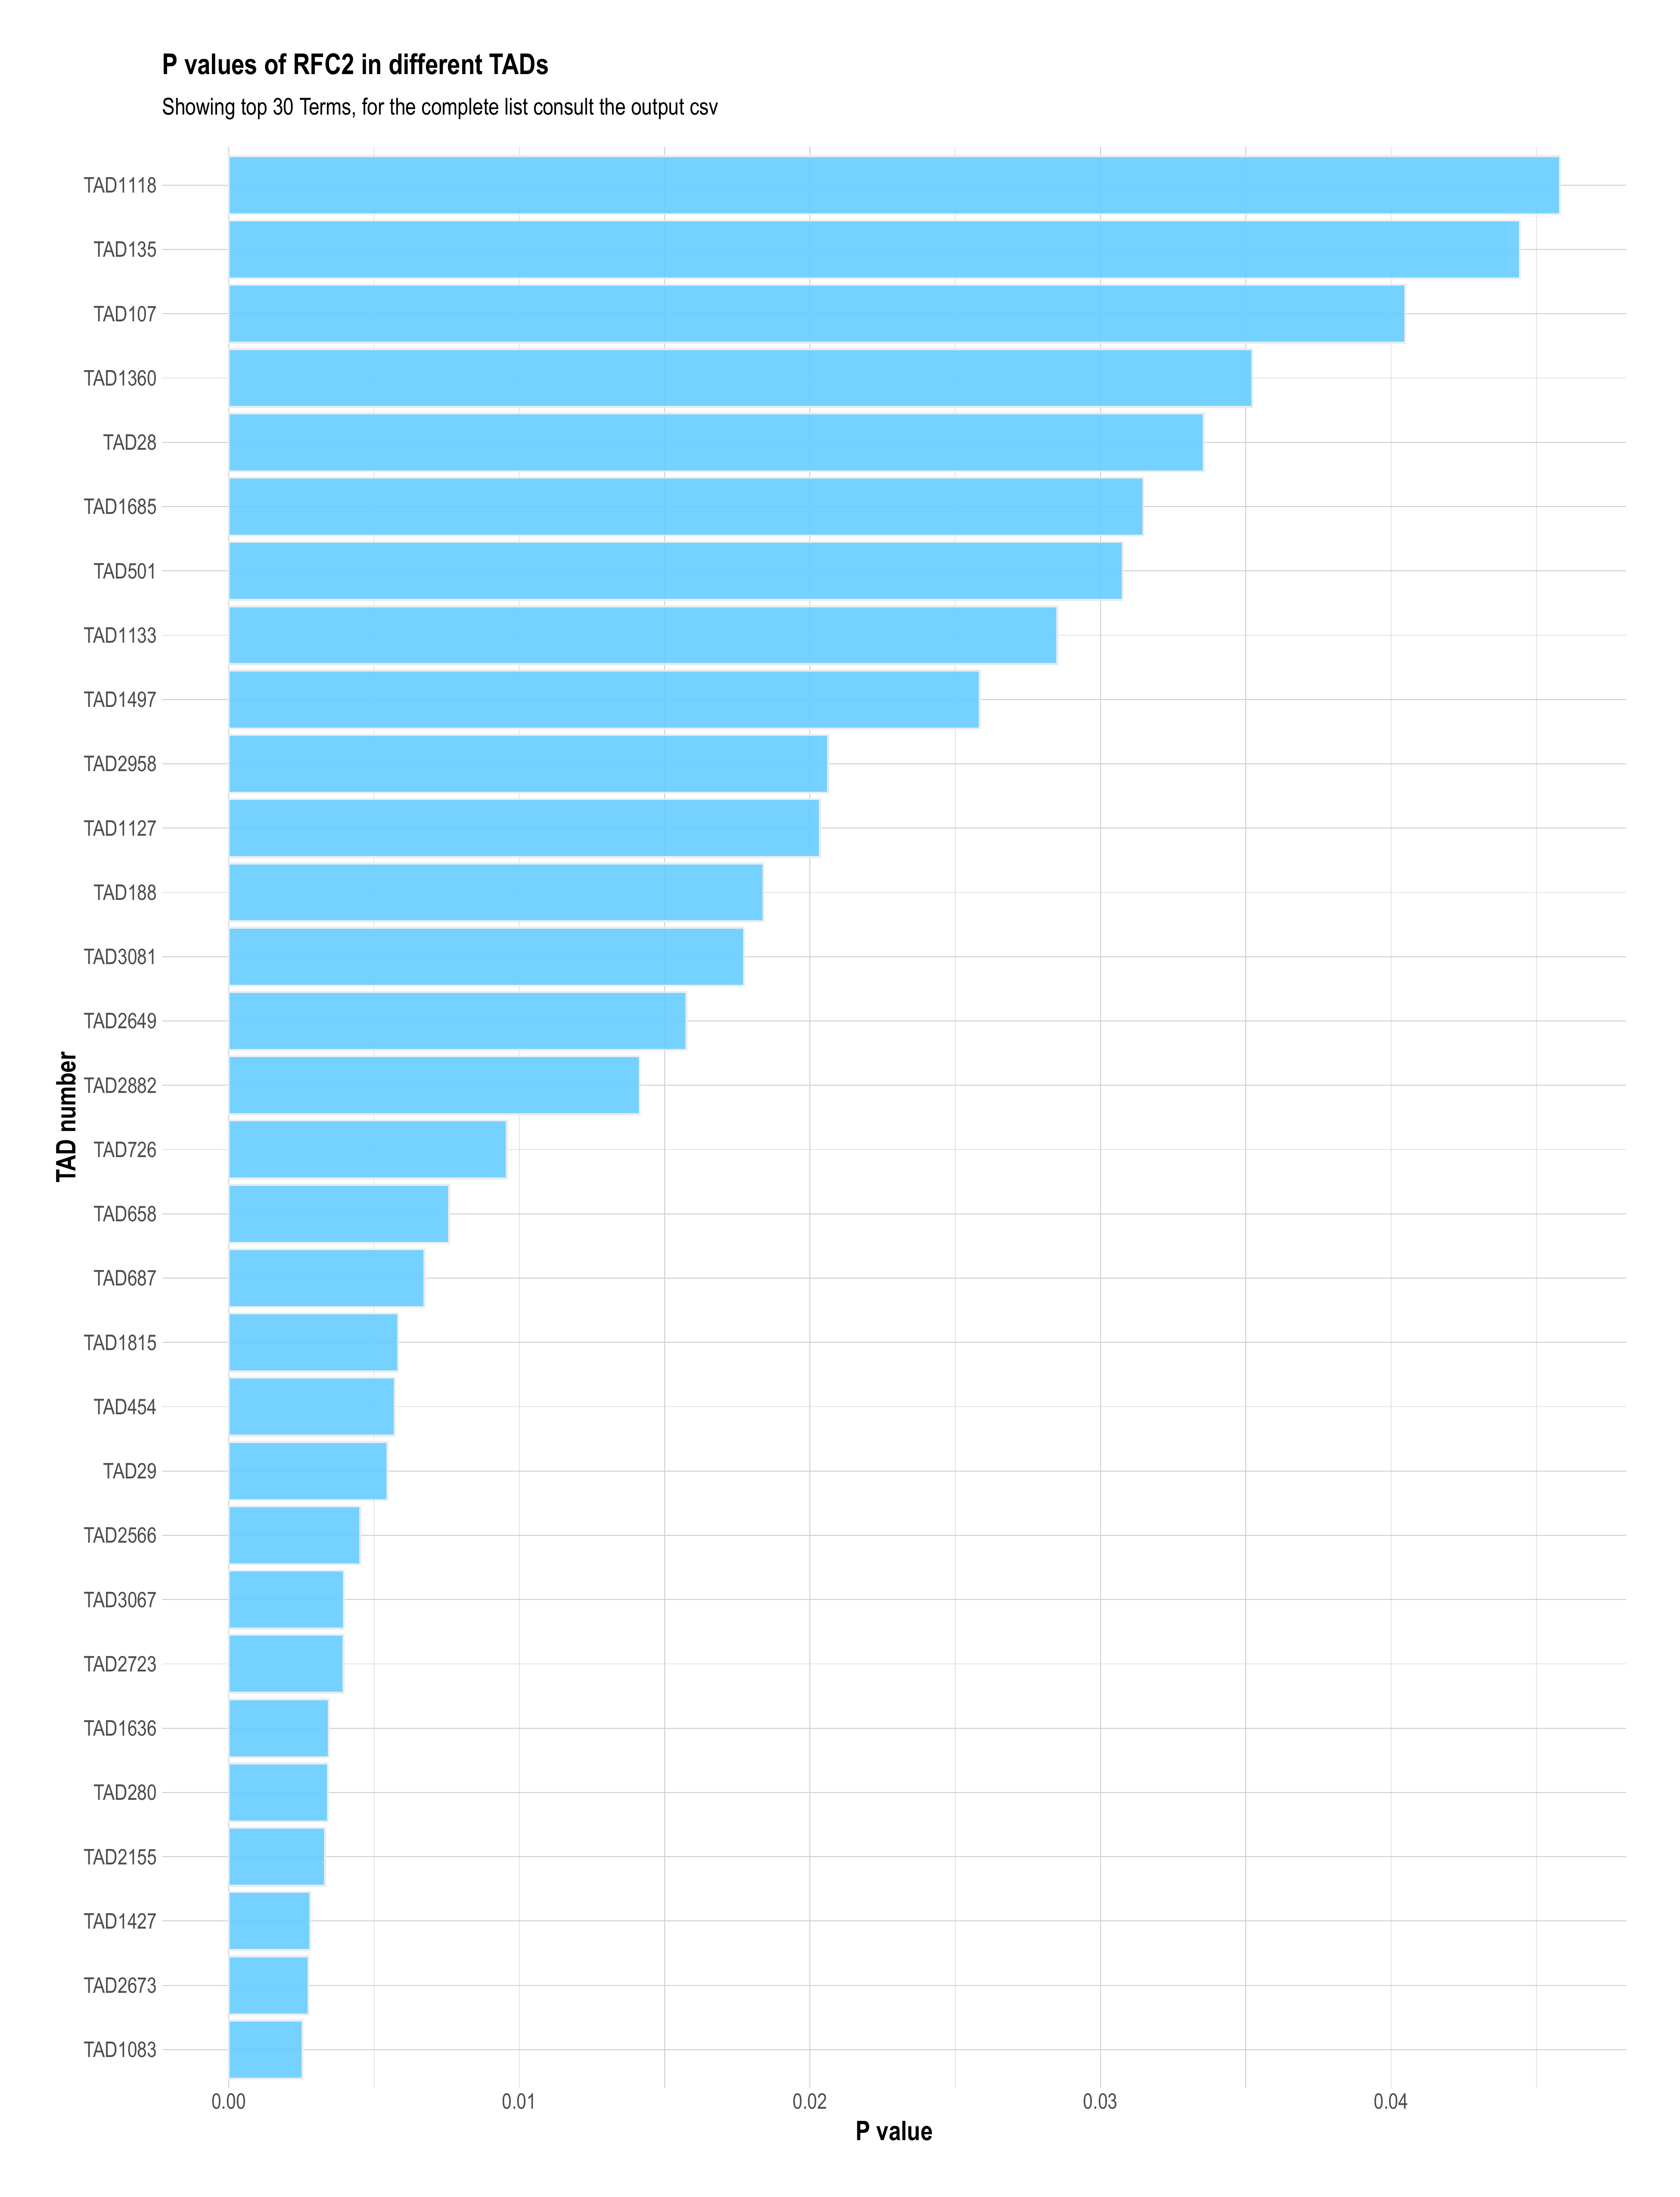 P values of RFC2 in different TADs
Showing top 30 Terms, for the complete list consult the output csv
TAD1118
TAD135
TAD107
TAD1360
TAD28
TAD1685
TAD501
TAD1133
TAD1497
TAD2958
TAD1127
TAD188
TAD3081
TAD2649
TAD2882
TAD726
TAD658
TAD687
TAD1815
TAD454
TAD29
TAD2566
TAD3067
TAD2723
TAD1636
TAD280
TAD2155
TAD1427
TAD2673
TAD1083
TAD number
0.00 0.01 0.02 0.03 0.04
P value